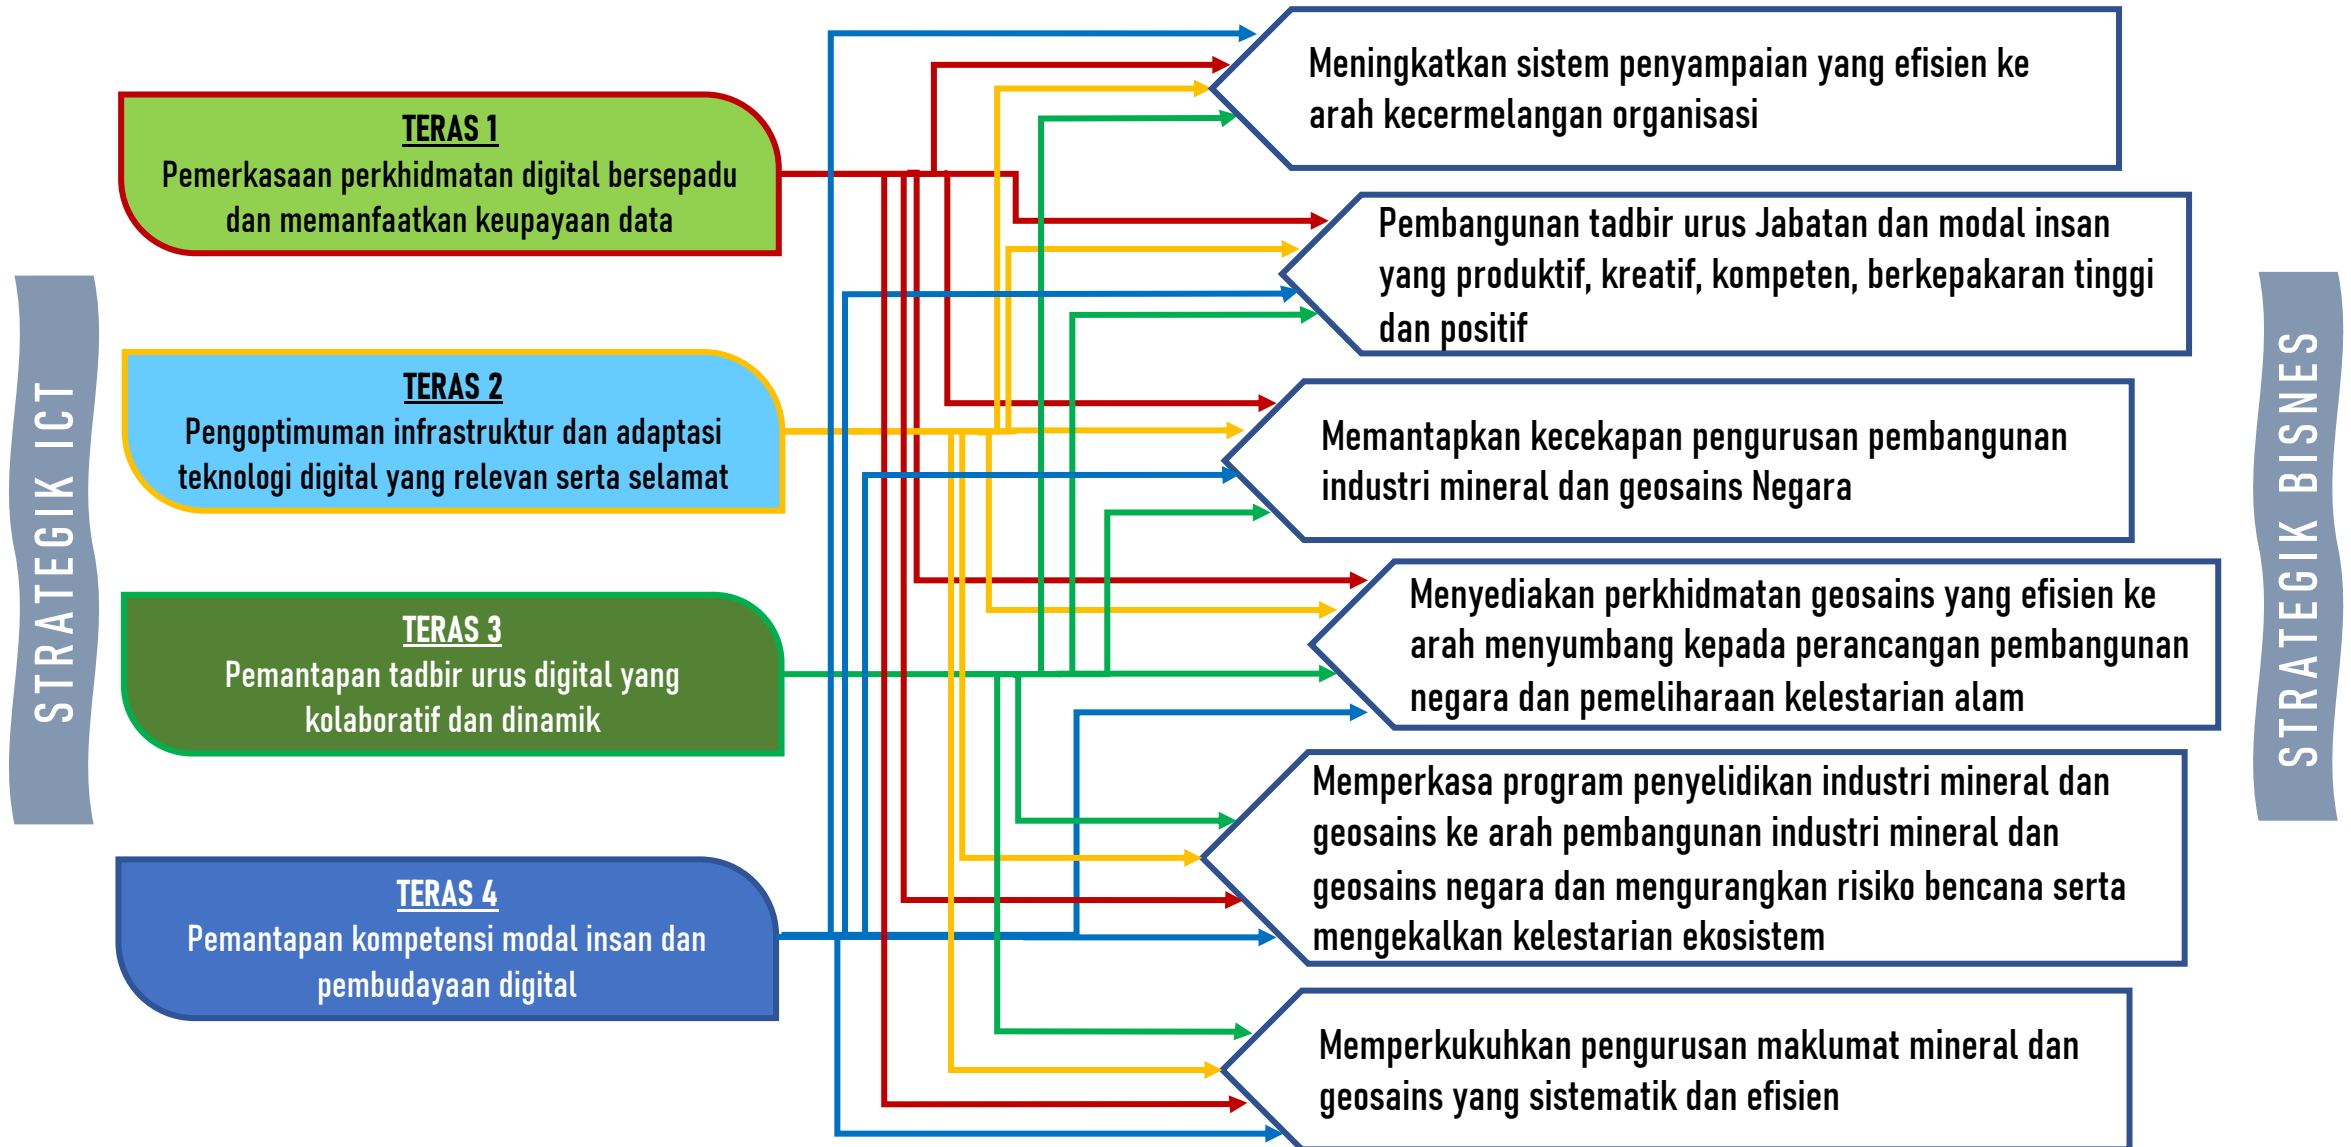 STRATEGIK ICT
TERAS 1
Pemerkasaan perkhidmatan digital bersepadu
dan memanfaatkan keupayaan data
TERAS 2
Pengoptimuman infrastruktur dan adaptasi
teknologi digital yang relevan serta selamat
TERAS 3
Pemantapan tadbir urus digital yang
kolaboratif dan dinamik
TERAS 4
Pemantapan kompetensi modal insan dan
pembudayaan digital
Meningkatkan sistem penyampaian yang efisien ke
arah kecermelangan organisasi
Pembangunan tadbir urus Jabatan dan modal insan
yang produktif, kreatif, kompeten, berkepakaran tinggi
dan positif
Memantapkan kecekapan pengurusan pembangunan
industri mineral dan geosains Negara
Menyediakan perkhidmatan geosains yang efisien ke
arah menyumbang kepada perancangan pembangunan
negara dan pemeliharaan kelestarian alam
Memperkasa program penyelidikan industri mineral dan
geosains ke arah pembangunan industri mineral dan
geosains negara dan mengurangkan risiko bencana serta
mengekalkan kelestarian ekosistem
Memperkukuhkan pengurusan maklumat mineral dan
geosains yang sistematik dan efisien
STRATEGIK BISNES